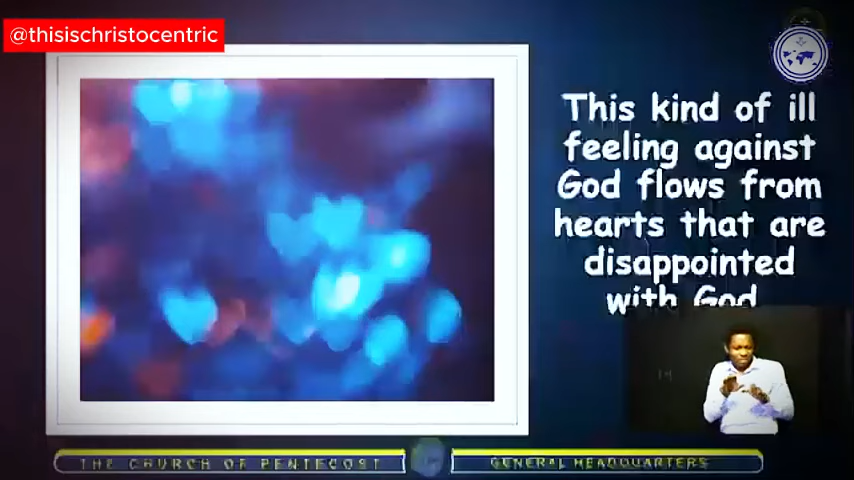 @thisischristocentric
This kind of ill
feeling against
God flows from
hearts that are
disappointed
with God
THE CHURCH OF PENTECOST
GENERAL HEADQUARTERS